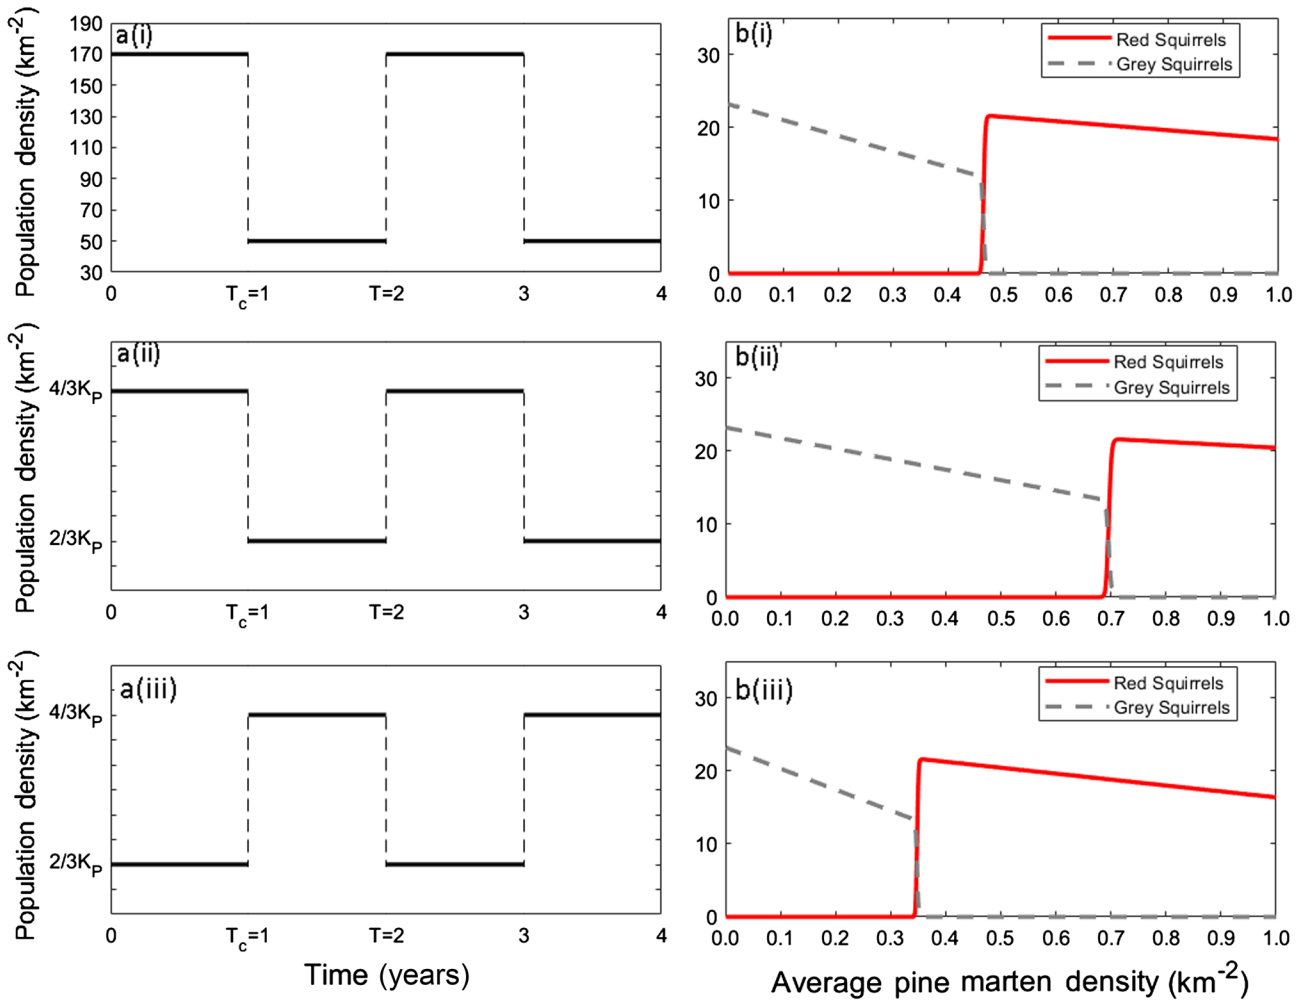 a(i)
Population density (km-2)
190
170
150
130
110
90
70
50
30
0 Tc=1 T=2 3 4
b(i)
Red Squirrels
Grey Squirrels
30
20
10
0
0.0 0.1 0.2 0.3 0.4 0.5 0.6 0.7 0.8 0.9 1.0
a(ii)
Population density (km-2)
4/3KP
2/3KP
0 Tc=1 T=2 3 4
b(ii)
Red Squirrels
Grey Squirrels
30
20
10
0
0.0 0.1 0.2 0.3 0.4 0.5 0.6 0.7 0.8 0.9 1.0
a(iii)
Population density (km-2)
4/3KP
2/3KP
0 Tc=1 T=2 3 4
Time (years)
b(iii)
Red Squirrels
Grey Squirrels
30
20
10
0
0.0 0.1 0.2 0.3 0.4 0.5 0.6 0.7 0.8 0.9 1.0
Average pine marten density (km-2)